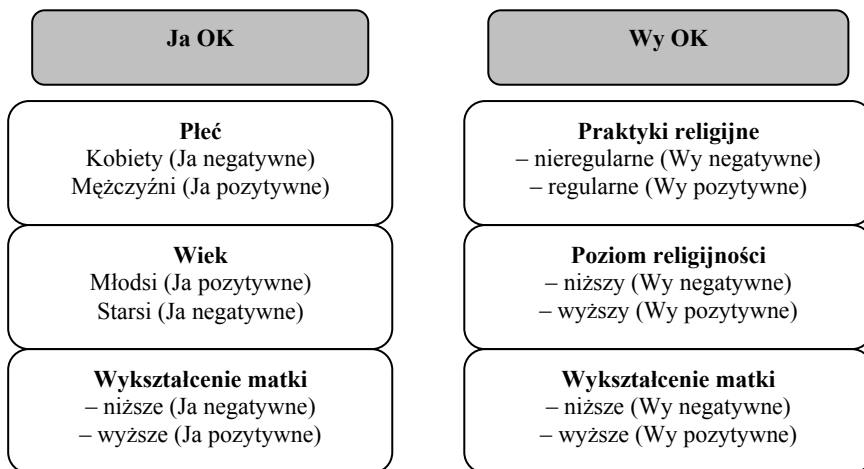 Ja OK
Płeć
Kobiety (Ja negatywne)
Mężczyźni (Ja pozytywne)
Wiek
Młodsi (Ja pozytywne)
Starsi (Ja negatywne)
Wykształcenie matki
– niższe (Ja negatywne)
– wyższe (Ja pozytywne)
Wy OK
Praktyki religijne
– nieregularne (Wy negatywne)
– regularne (Wy pozytywne)
Poziom religijności
– niższy (Wy negatywne)
– wyższy (Wy pozytywne)
Wykształcenie matki
– niższe (Wy negatywne)
– wyższe (Wy pozytywne)